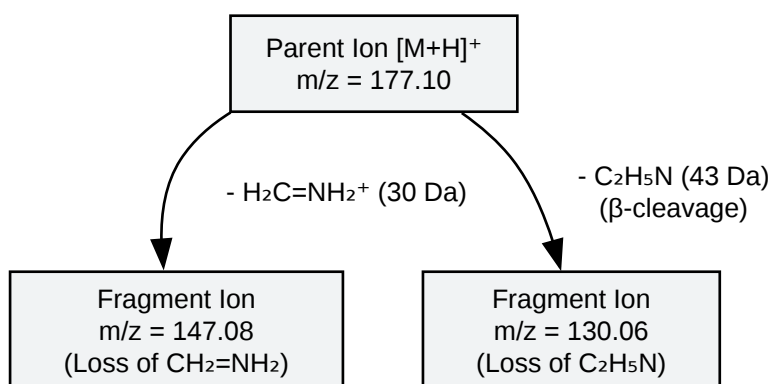 Parent Ion [M+H]⁺
m/z = 177.10
- H₂C=NH₂⁺ (30 Da)
- C₂H₅N (43 Da)
(β-cleavage)
Fragment Ion
m/z = 147.08
(Loss of CH₂=NH₂)
Fragment Ion
m/z = 130.06
(Loss of C₂H₅N)